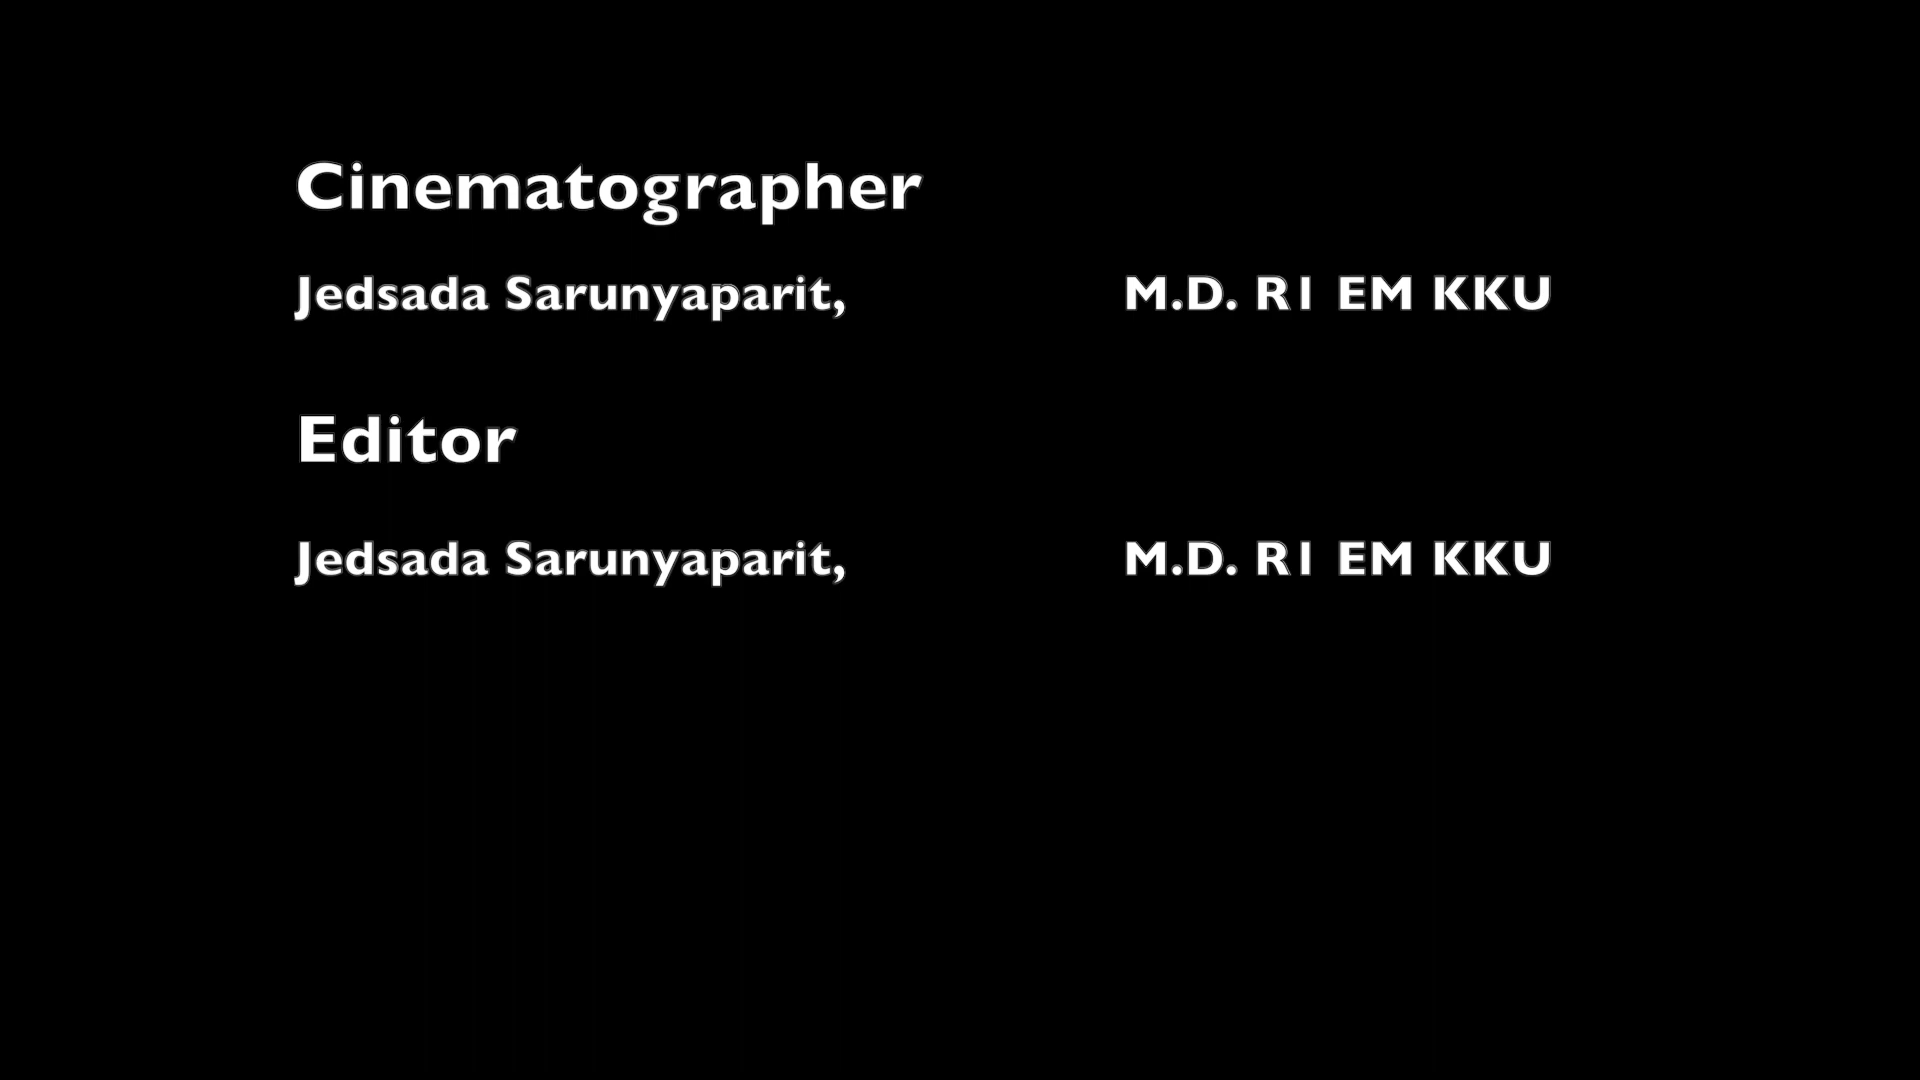 Cinematographer
Jedsada Sarunyaparit, M.D. R1 EM KKU
Editor
Jedsada Sarunyaparit, M.D. R1 EM KKU